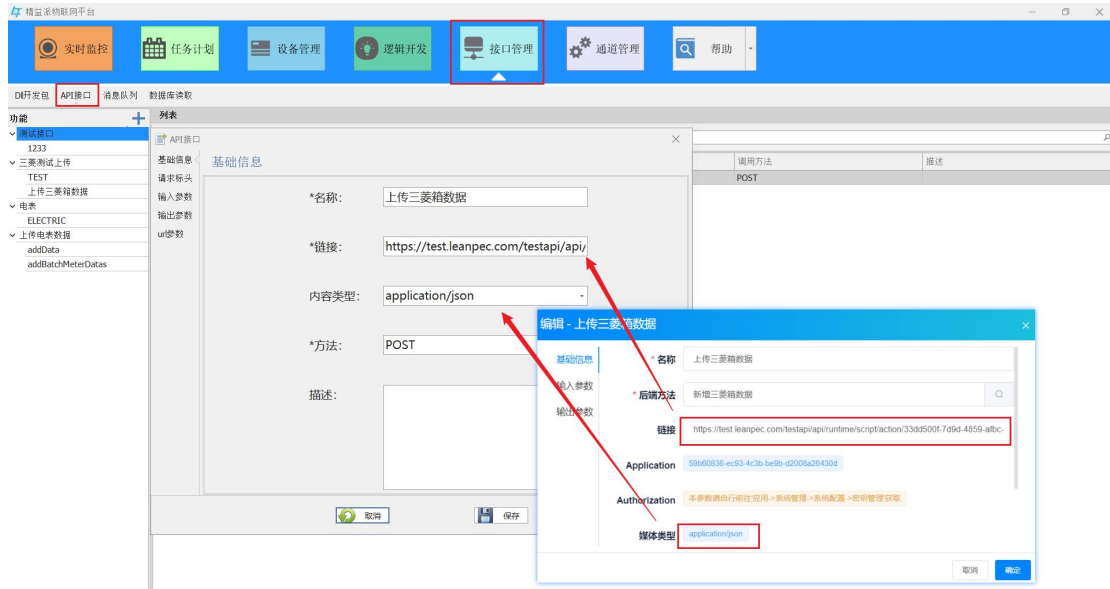 精益派物联网平台
实时监控 任务计划 设备管理 逻辑开发 接口管理 通道管理 帮助
Dll开发包 API接口 消息队列 数据库读取
功能
列表
测试接口
1233
三菱测试上传
TEST
上传三菱箱数据
电表
ELECTRIC
上传电表数据
addData
addBatchMeterDatas
调用方法 描述
POST
API接口
基础信息
请求标头
输入参数
输出参数
url参数
基础信息
*名称: 上传三菱箱数据
*链接: https://test.leanpec.com/testapi/api/
内容类型: application/json
*方法: POST
描述:
取消 保存
编辑 - 上传三菱箱数据
基础信息
输入参数
输出参数
* 名称 上传三菱箱数据
* 后端方法 新增三菱箱数据
链接 https://test.leanpec.com/testapi/api/runtime/script/action/33dd500f-7d9d-4859-afbc-
Application 59b60836-ec93-4c3b-be9b-d2008a26430d
Authorization 本参数请自行前往'应用->系统管理->系统配置->密钥管理'获取
媒体类型 application/json
取消 确定